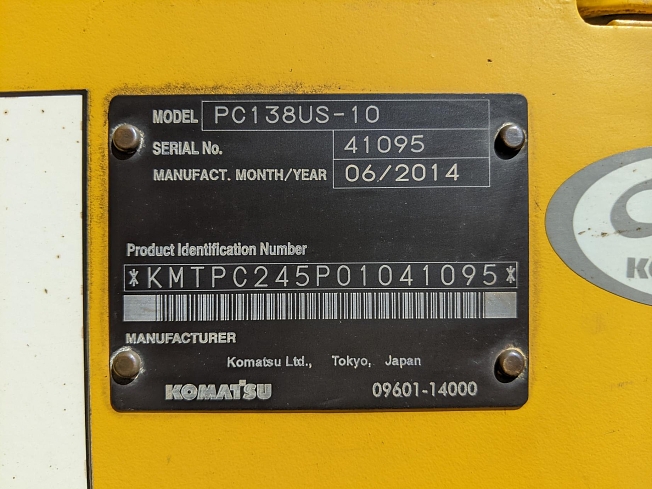 MODEL PC138US-10
SERIAL No. 41095
MANUFACT. MONTH/YEAR 06/2014
Product Identification Number
*KMTPC245P01041095*
MANUFACTURER
Komatsu Ltd., Tokyo, Japan
KOMATSU 09601-14000